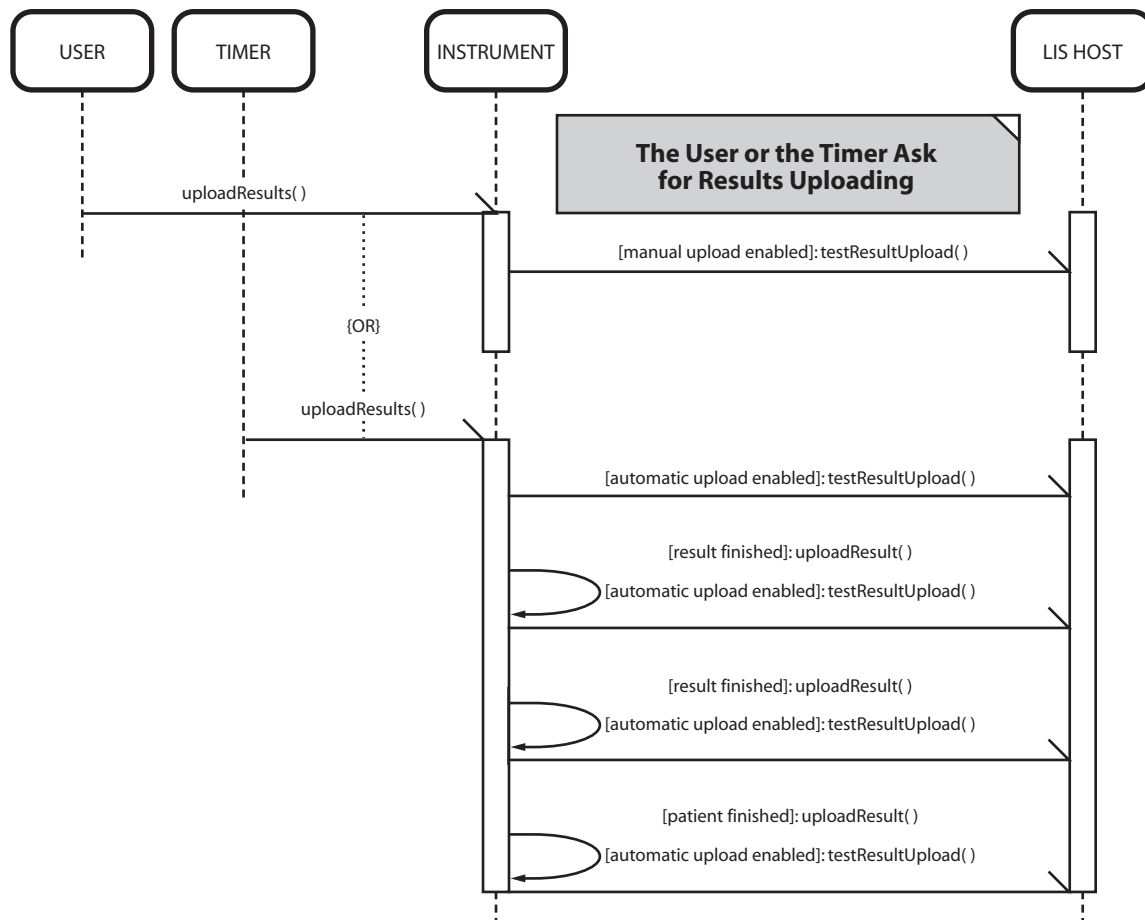 USER
TIMER
INSTRUMENT
LIS HOST
The User or the Timer Ask
for Results Uploading
uploadResults( )
[manual upload enabled]: testResultUpload( )
{OR}
uploadResults( )
[automatic upload enabled]: testResultUpload( )
[result finished]: uploadResult( )
[automatic upload enabled]: testResultUpload( )
[result finished]: uploadResult( )
[automatic upload enabled]: testResultUpload( )
[patient finished]: uploadResult( )
[automatic upload enabled]: testResultUpload( )